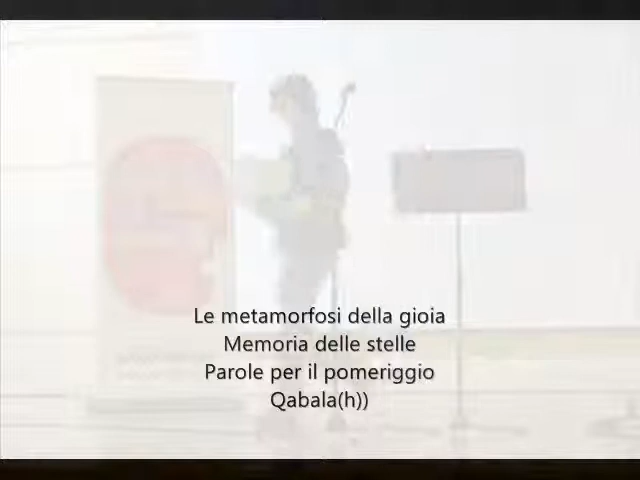 Le metamorfosi della gioia
Memoria delle stelle
Parole per il pomeriggio
Qabala(h))